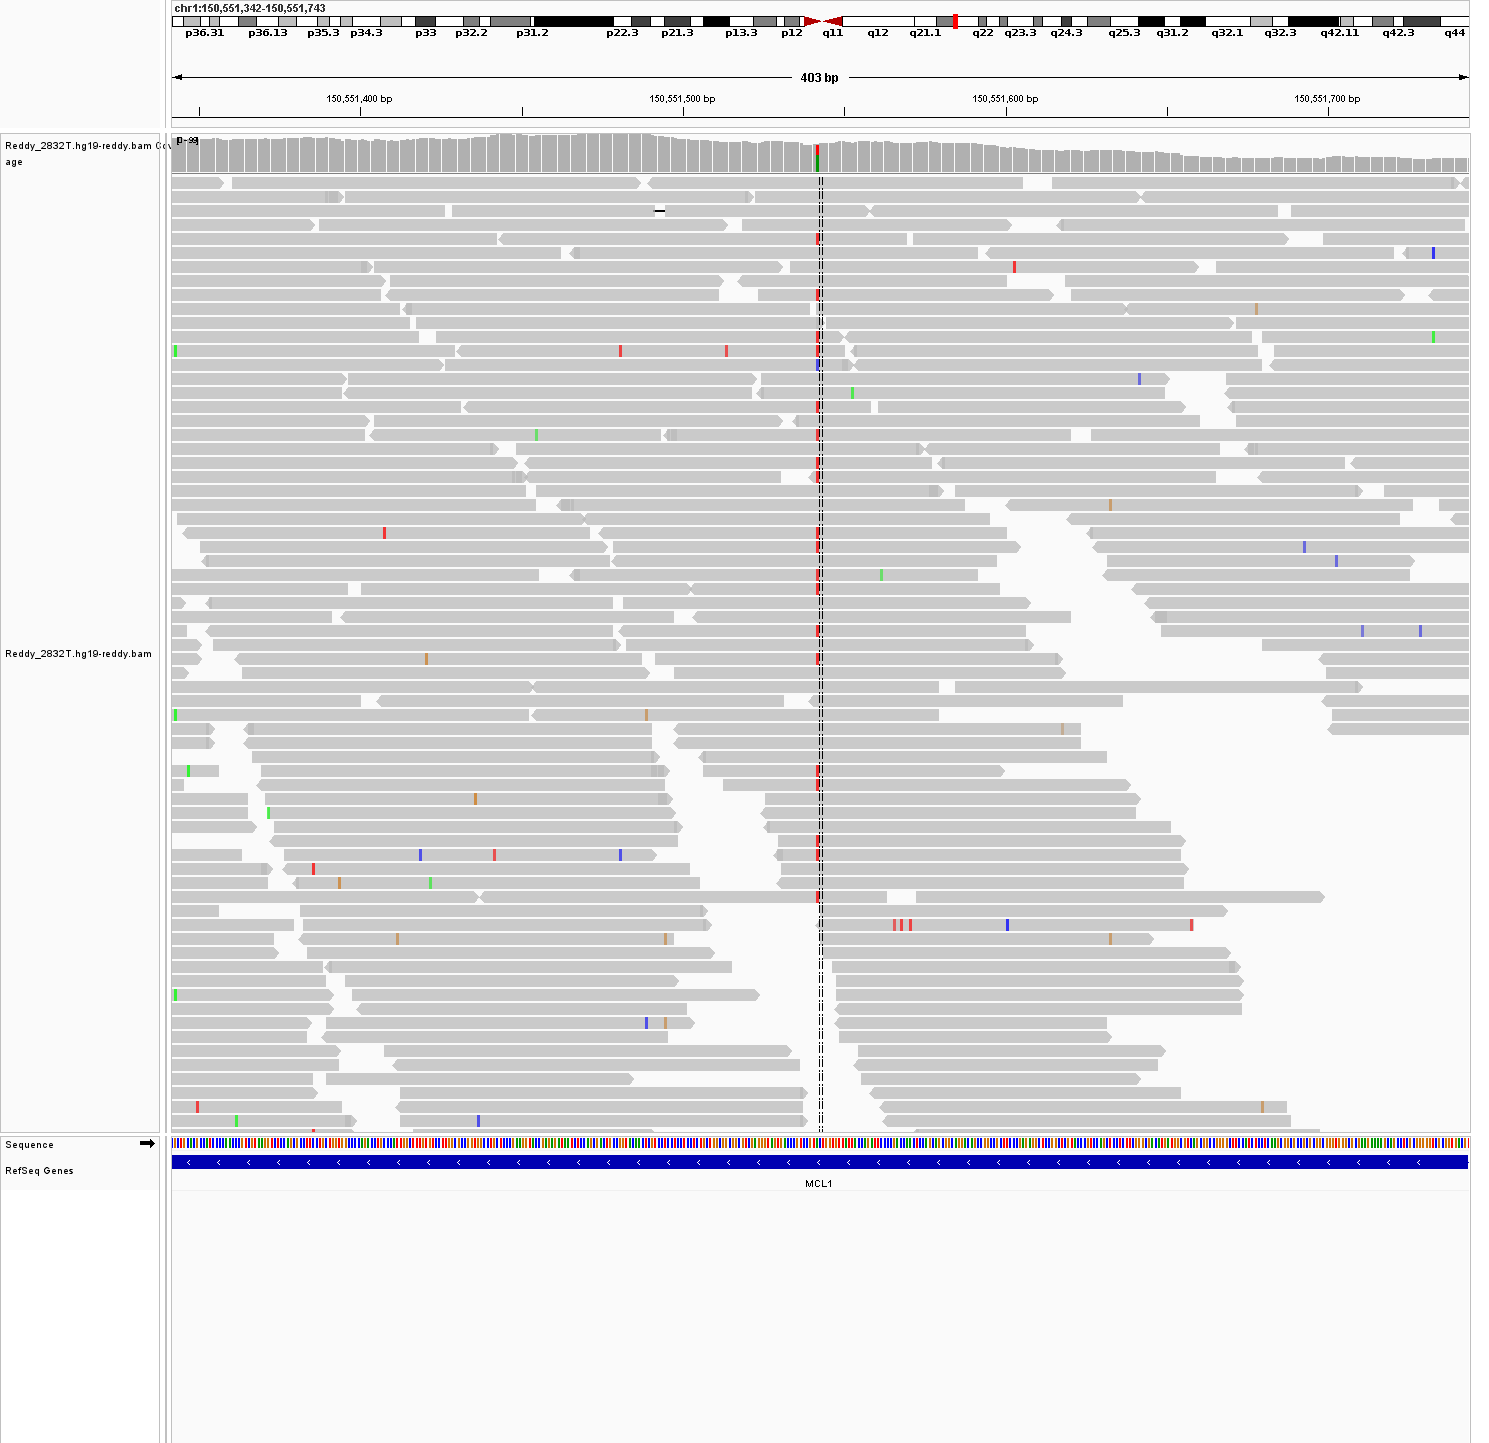 chr1:150,551,342-150,551,743
p36.31 p36.13 p35.3 p34.3 p33 p32.2 p31.2 p22.3 p21.3 p13.3 p12 q11 q12 q21.1 q22 q23.3 q24.3 q25.3 q31.2 q32.1 q32.3 q42.11 q42.3 q44
403 bp
150,551,400 bp 150,551,500 bp 150,551,600 bp 150,551,700 bp
Reddy_2832T.hg19-reddy.bam Cov
age
[0-99]
Reddy_2832T.hg19-reddy.bam
Sequence
RefSeq Genes
MCL1